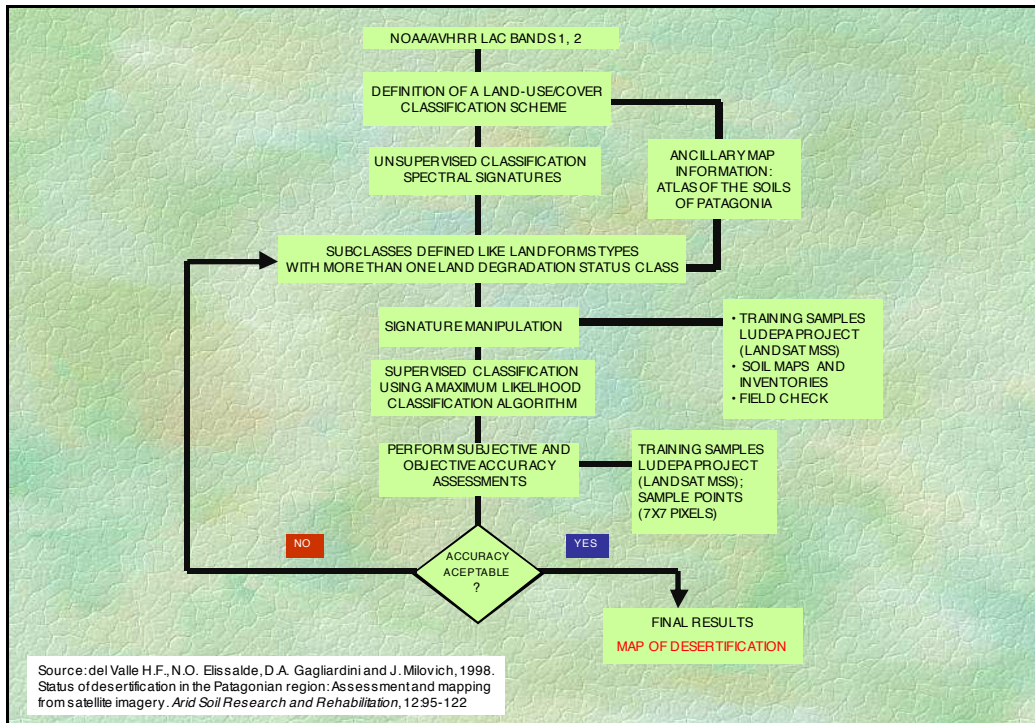 NOAA/AVHRR LAC BANDS 1, 2
DEFINITION OF A LAND-USE/COVER
CLASSIFICATION SCHEME
UNSUPERVISED CLASSIFICATION
SPECTRAL SIGNATURES
ANCILLARY MAP
INFORMATION:
ATLAS OF THE SOILS
OF PATAGONIA
SUBCLASSES DEFINED LIKE LANDFORMS TYPES
WITH MORE THAN ONE LAND DEGRADATION STATUS CLASS
SIGNATURE MANIPULATION
• TRAINING SAMPLES
LUDEPA PROJECT
(LANDSAT MSS)
• SOIL MAPS AND
INVENTORIES
• FIELD CHECK
SUPERVISED CLASSIFICATION
USING A MAXIMUM LIKELIHOOD
CLASSIFICATION ALGORITHM
PERFORM SUBJECTIVE AND
OBJECTIVE ACCURACY
ASSESSMENTS
TRAINING SAMPLES
LUDEPA PROJECT
(LANDSAT MSS);
SAMPLE POINTS
(7X7 PIXELS)
NO
YES
ACCURACY
ACEPTABLE
?
FINAL RESULTS
MAP OF DESERTIFICATION
Source: del Valle H.F., N.O. Elissalde, D.A. Gagliardini and J. Milovich, 1998.
Status of desertification in the Patagonian region: Assessment and mapping
from satellite imagery. Arid Soil Research and Rehabilitation, 12:95-122